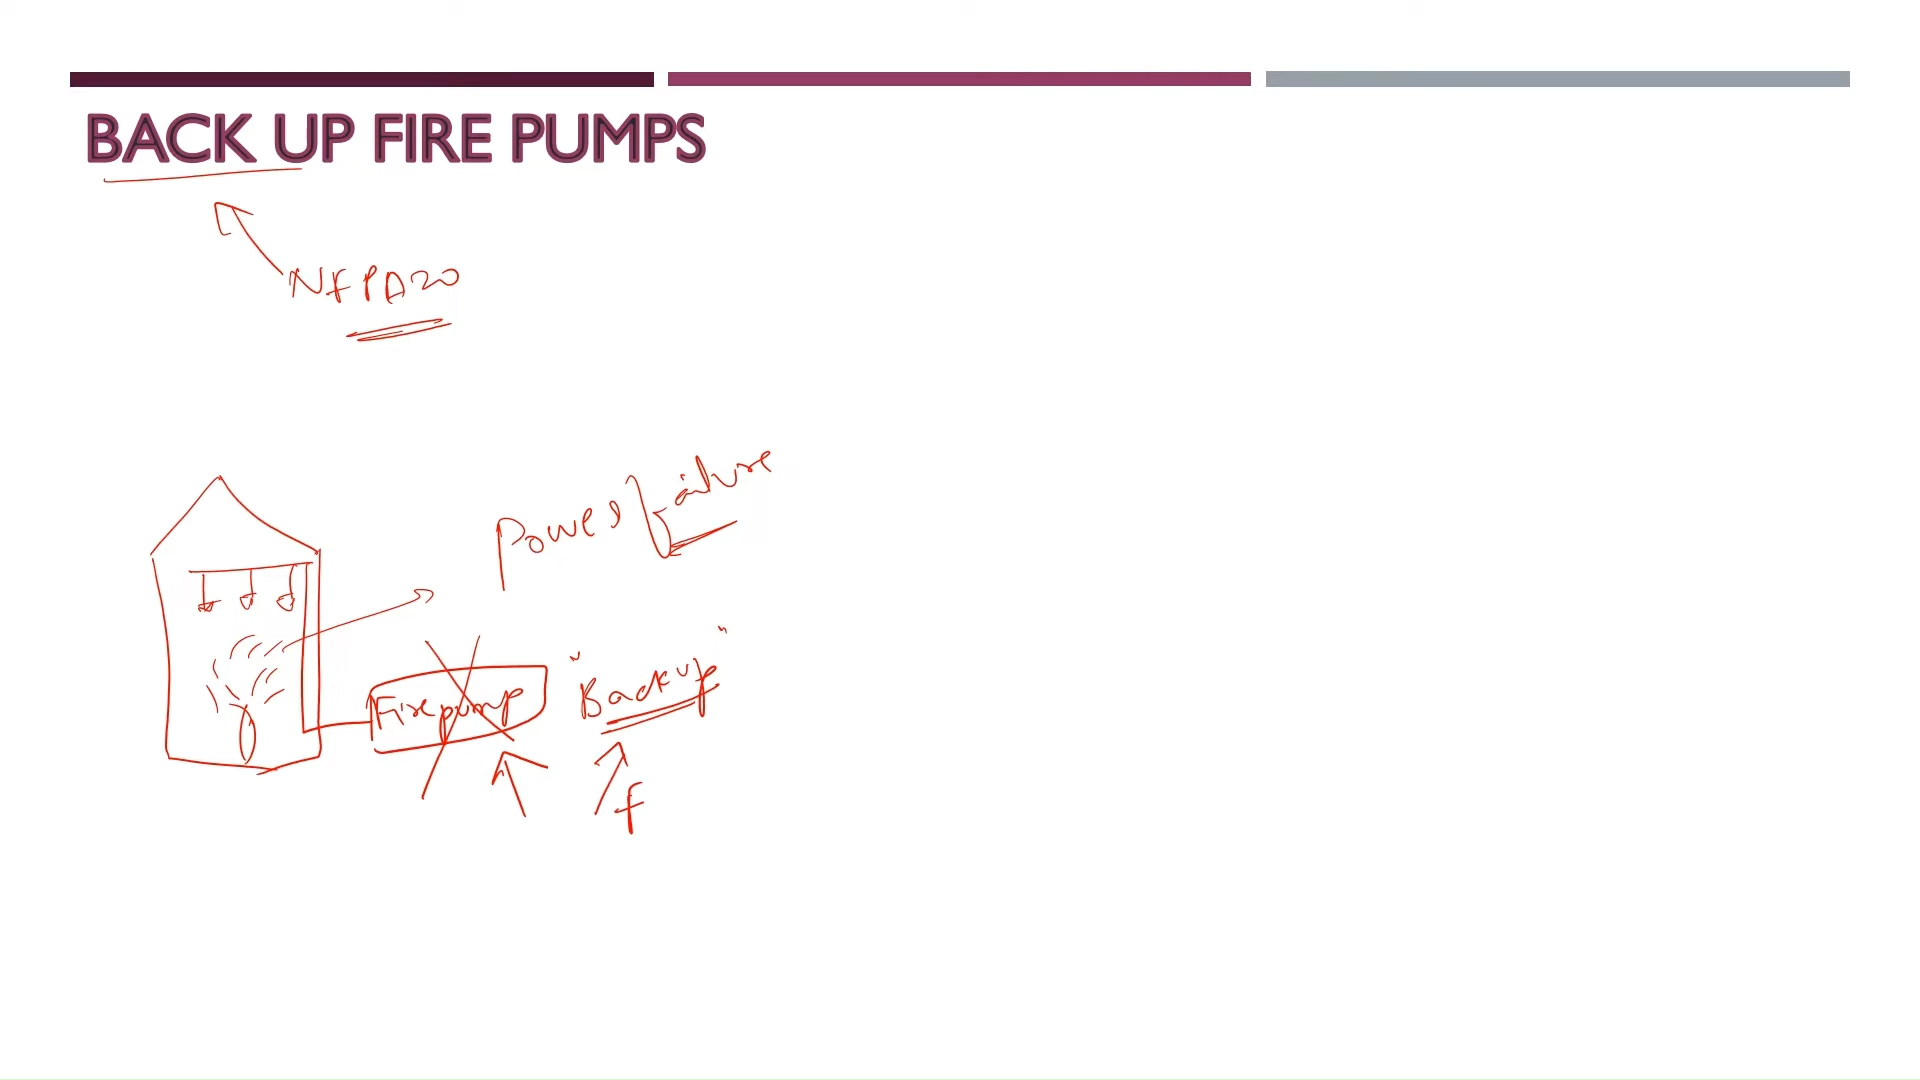 BACK UP FIRE PUMPS
NFPA20
Power failure
"Backup"
Fire pump
f